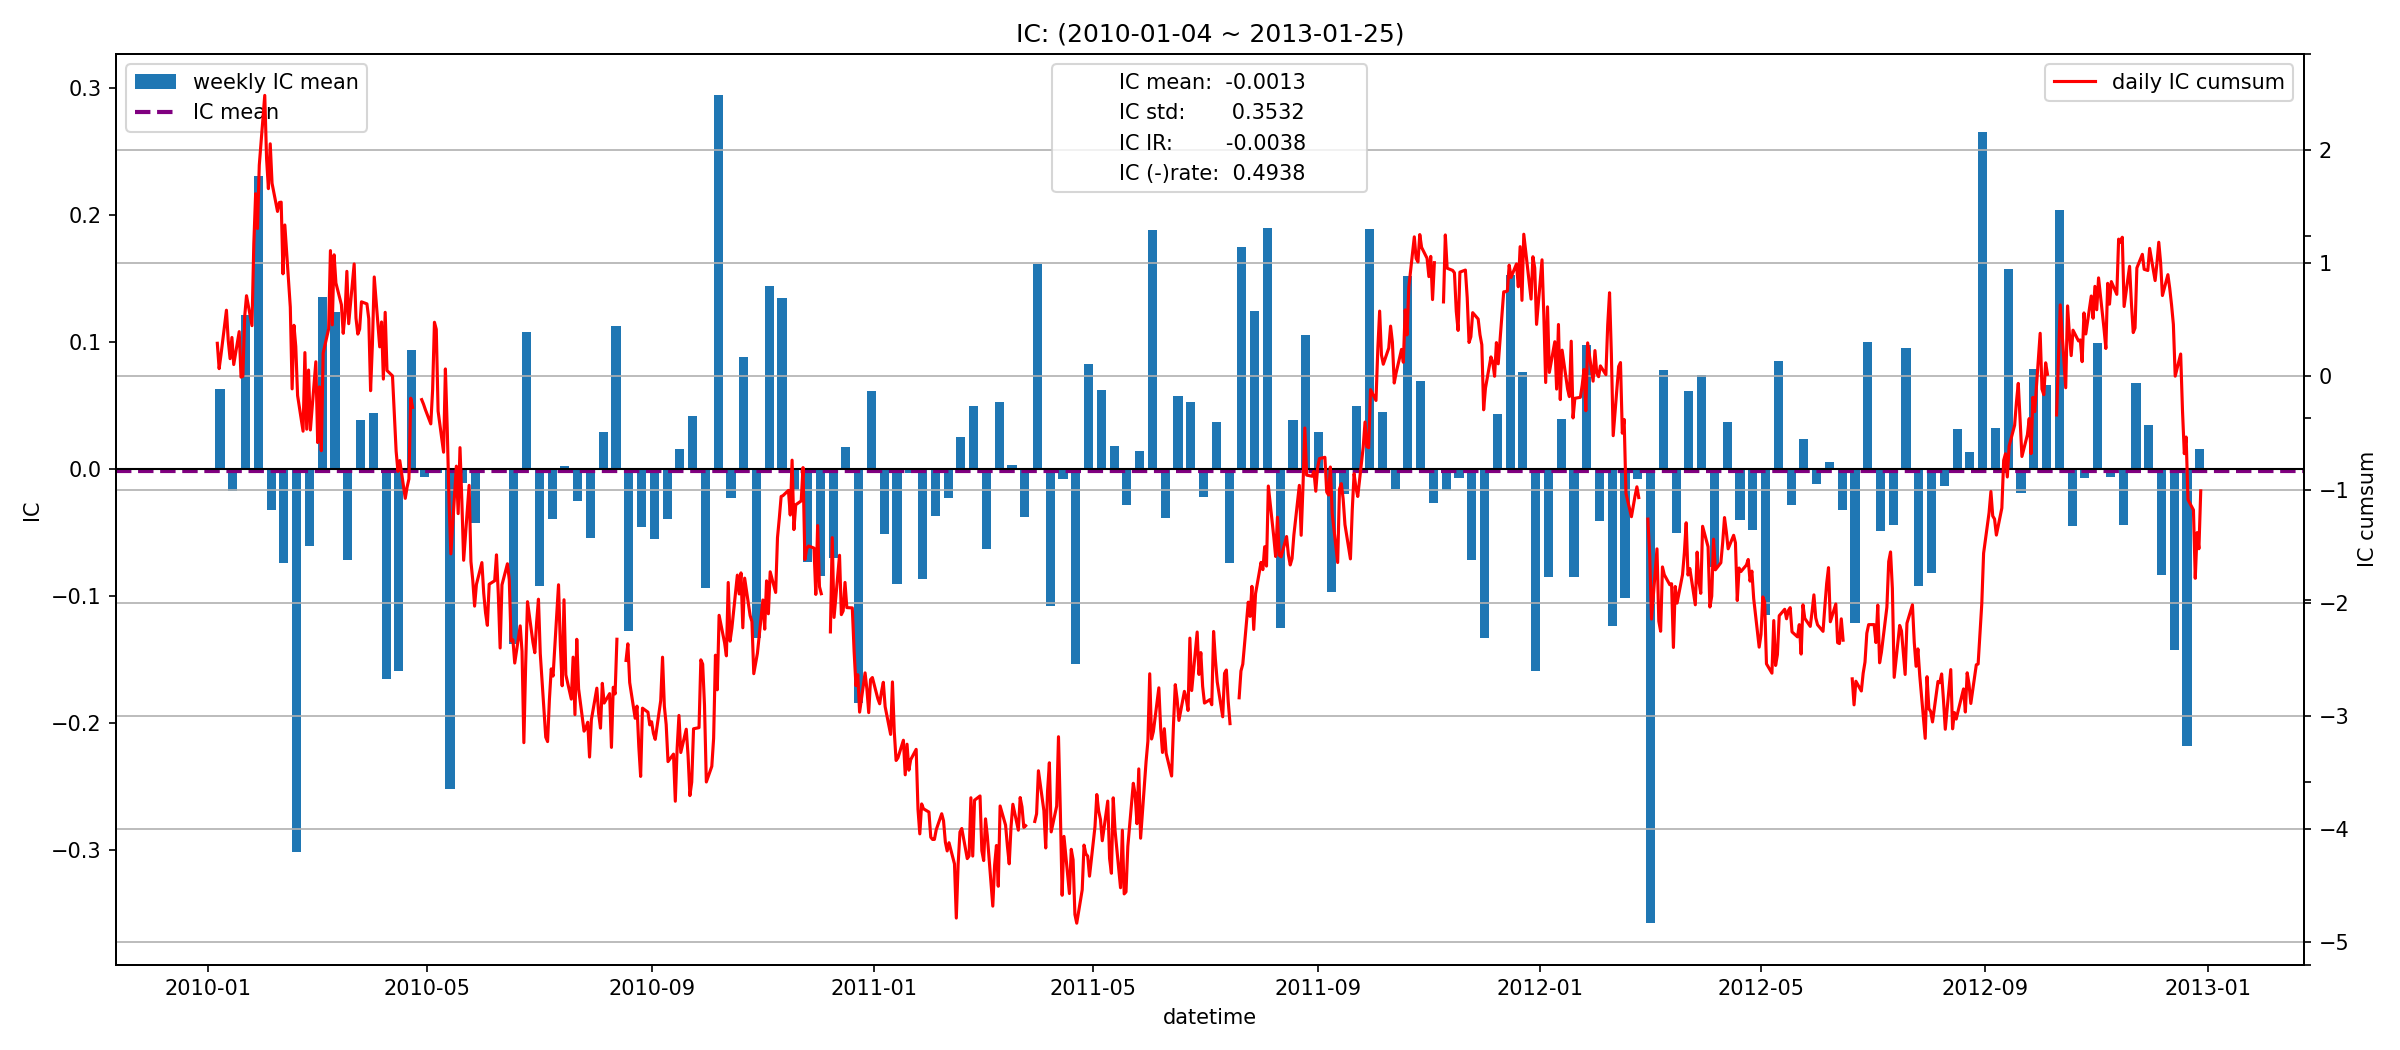 IC: (2010-01-04 ~ 2013-01-25)
weekly IC mean
IC mean
IC mean: -0.0013
IC std: 0.3532
IC IR: -0.0038
IC (-)rate: 0.4938
daily IC cumsum
0.3
0.2
0.1
0.0
−0.1
−0.2
−0.3
IC
2
1
0
−1
−2
−3
−4
−5
IC cumsum
2010-01 2010-05 2010-09 2011-01 2011-05 2011-09 2012-01 2012-05 2012-09 2013-01
datetime